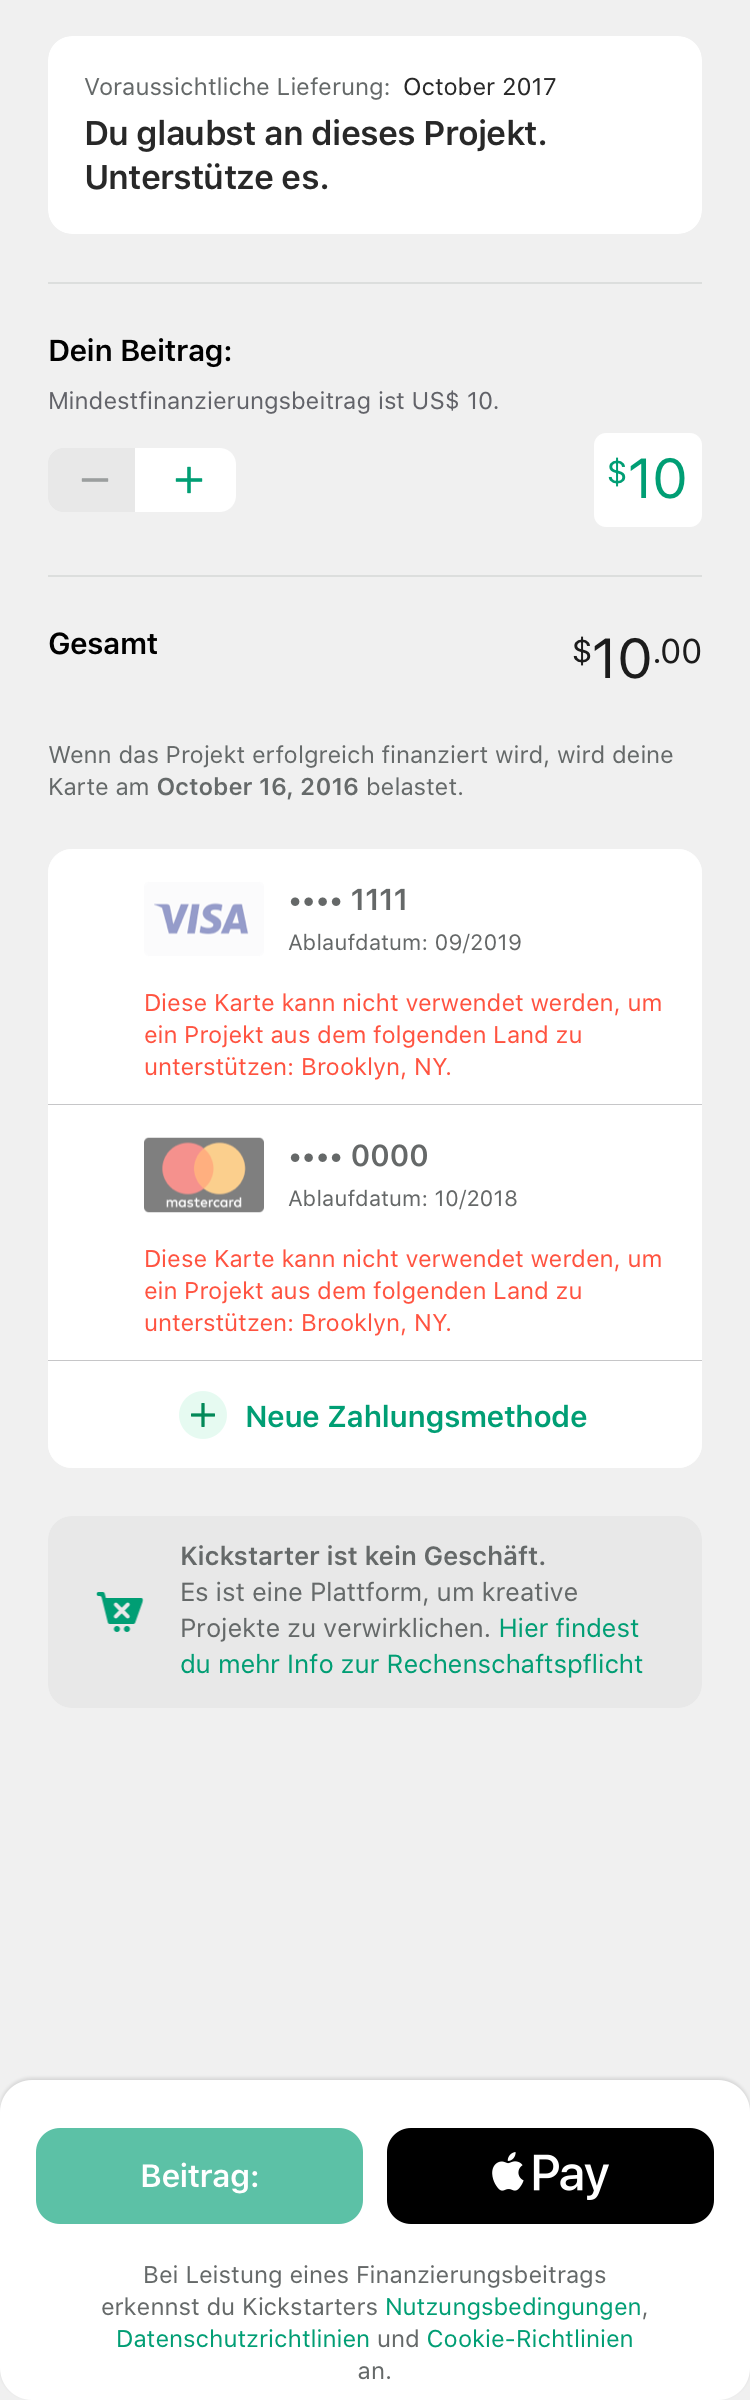 Voraussichtliche Lieferung: October 2017
Du glaubst an dieses Projekt.
Unterstütze es.
Dein Beitrag:
Mindestfinanzierungsbeitrag ist US$ 10.
− +
$10
Gesamt
$10.00
Wenn das Projekt erfolgreich finanziert wird, wird deine
Karte am October 16, 2016 belastet.
VISA
•••• 1111
Ablaufdatum: 09/2019
Diese Karte kann nicht verwendet werden, um
ein Projekt aus dem folgenden Land zu
unterstützen: Brooklyn, NY.
mastercard
•••• 0000
Ablaufdatum: 10/2018
Diese Karte kann nicht verwendet werden, um
ein Projekt aus dem folgenden Land zu
unterstützen: Brooklyn, NY.
+ Neue Zahlungsmethode
Kickstarter ist kein Geschäft.
Es ist eine Plattform, um kreative
Projekte zu verwirklichen. Hier findest
du mehr Info zur Rechenschaftspflicht
Beitrag:
Pay
Bei Leistung eines Finanzierungsbeitrags
erkennst du Kickstarters Nutzungsbedingungen,
Datenschutzrichtlinien und Cookie-Richtlinien
an.